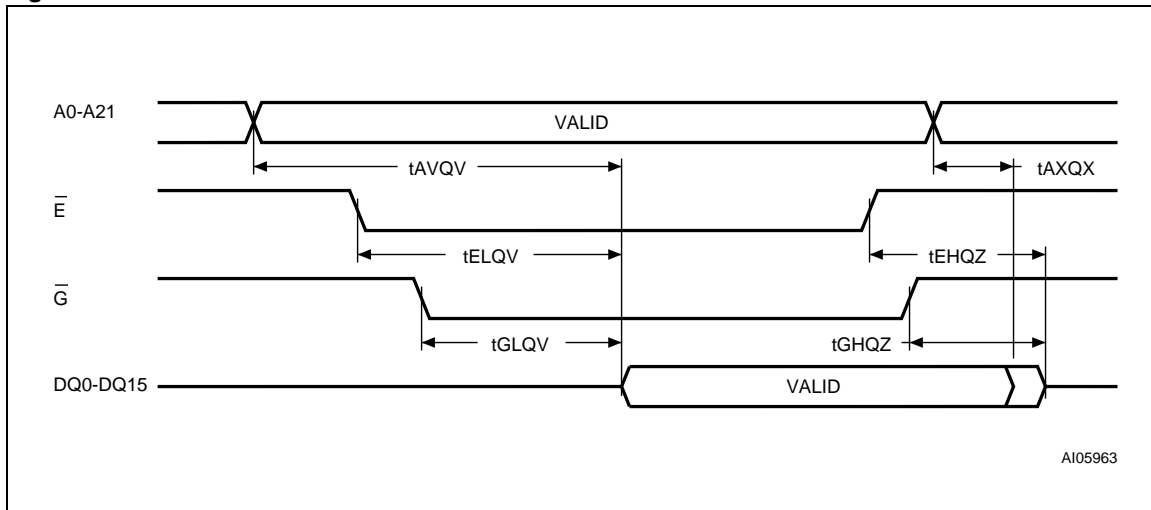 A0-A21
VALID
tAVQV
tAXQX
E̅
tELQV
tEHQZ
G̅
tGLQV
tGHQZ
DQ0-DQ15
VALID
AI05963